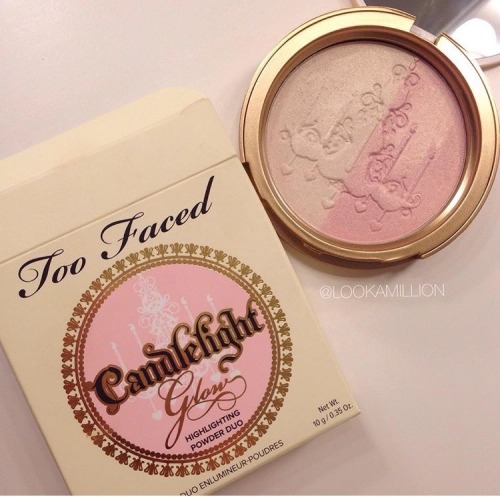 Too Faced
Candlelight
Glow
HIGHLIGHTING
POWDER DUO
Net Wt.
10 g / 0.35 Oz.
DUO ENLUMINEUR-POUDRES
@LOOKAMILLION